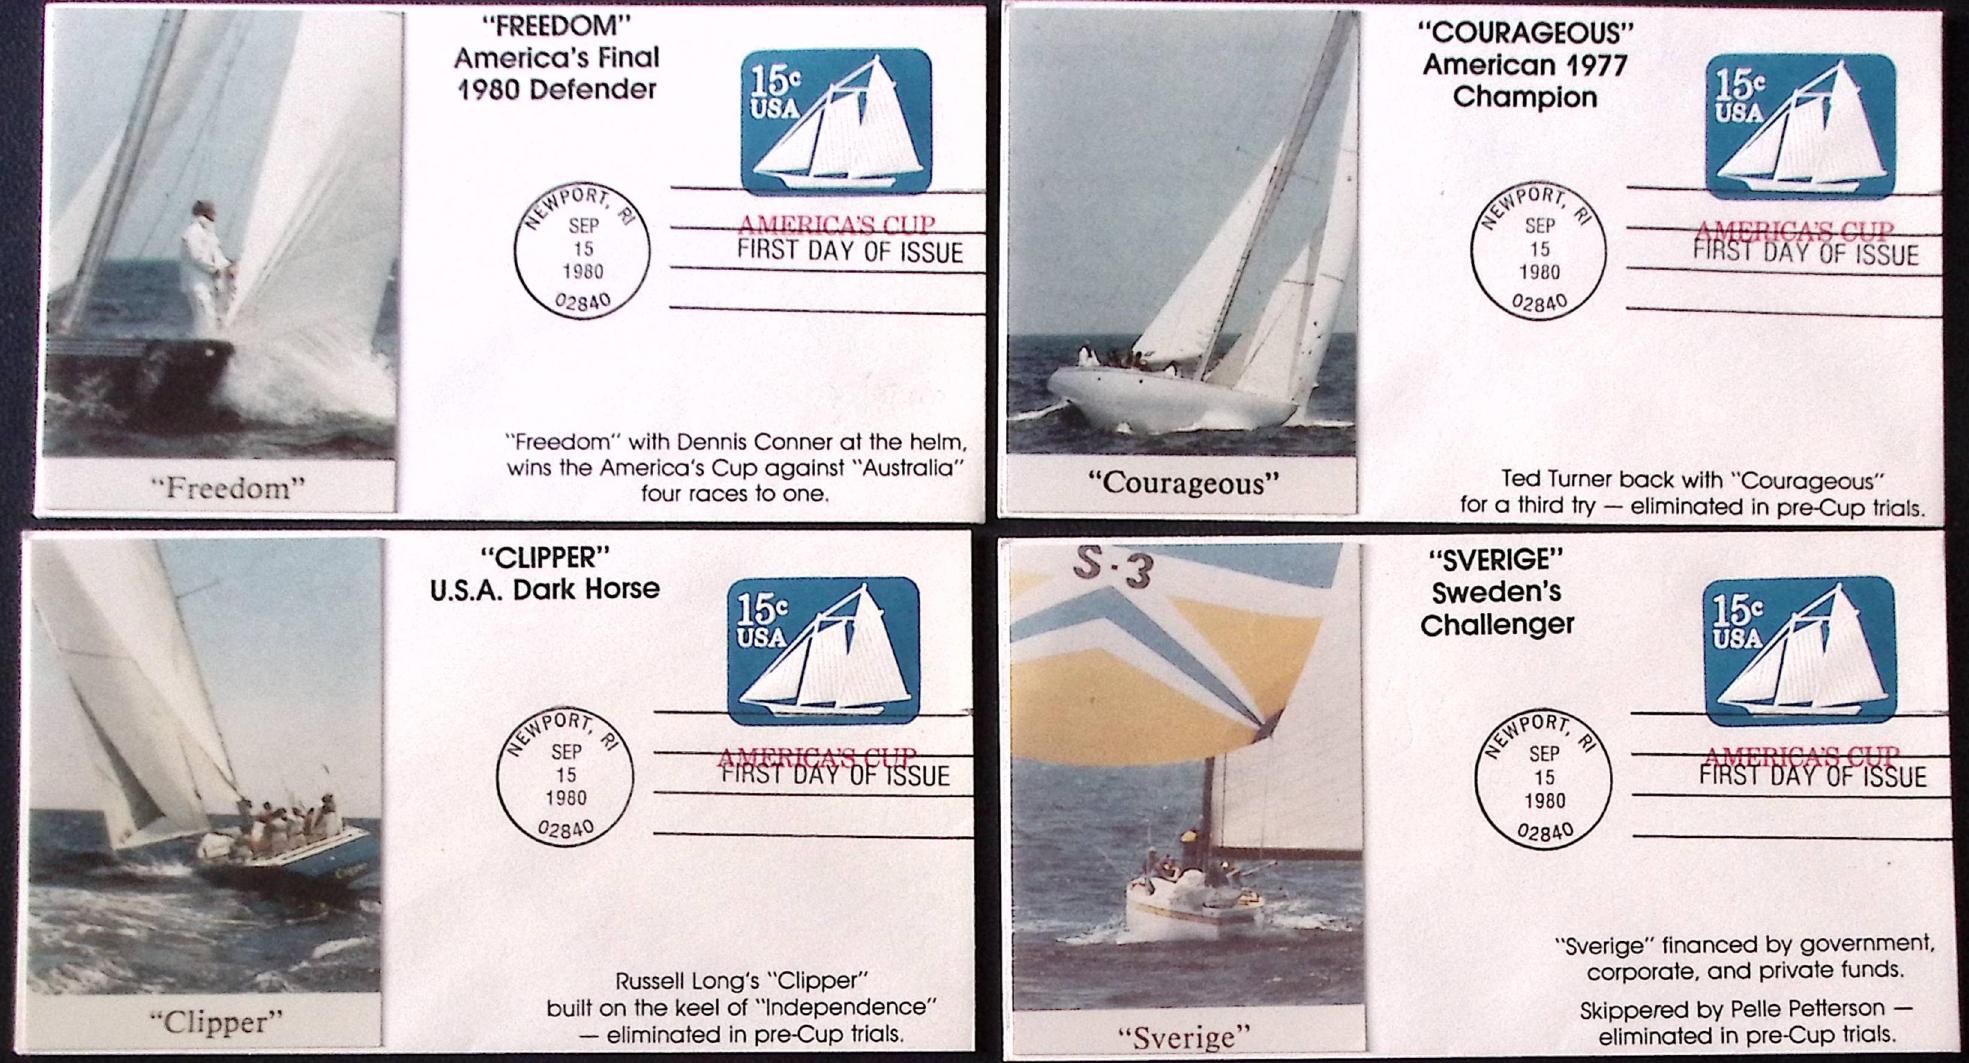 "FREEDOM"
America's Final
1980 Defender
15c
USA
NEWPORT, RI
SEP
15
1980
02840
AMERICA'S CUP
FIRST DAY OF ISSUE
"Freedom" with Dennis Conner at the helm,
wins the America's Cup against "Australia"
four races to one.
"Freedom"
"COURAGEOUS"
American 1977
Champion
15c
USA
NEWPORT, RI
SEP
15
1980
02840
AMERICA'S CUP
FIRST DAY OF ISSUE
Ted Turner back with "Courageous"
for a third try — eliminated in pre-Cup trials.
"Courageous"
"CLIPPER"
U.S.A. Dark Horse
15c
USA
NEWPORT, RI
SEP
15
1980
02840
AMERICA'S CUP
FIRST DAY OF ISSUE
Clipper
Russell Long's "Clipper"
built on the keel of "Independence"
— eliminated in pre-Cup trials.
"Clipper"
S·3
"SVERIGE"
Sweden's
Challenger
15c
USA
NEWPORT, RI
SEP
15
1980
02840
AMERICA'S CUP
FIRST DAY OF ISSUE
"Sverige" financed by government,
corporate, and private funds.
Skippered by Pelle Petterson —
eliminated in pre-Cup trials.
"Sverige"